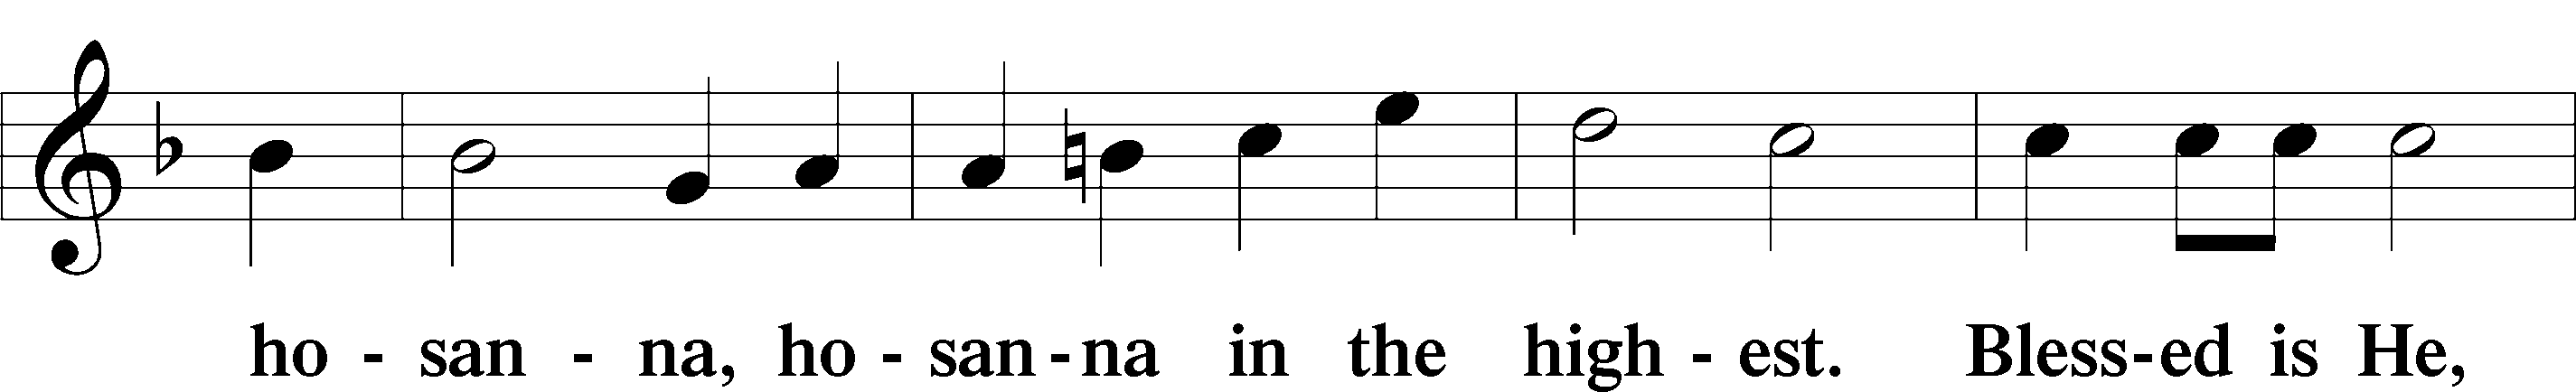 ho - san - na, ho - san - na in the high - est. Bless - ed is He,